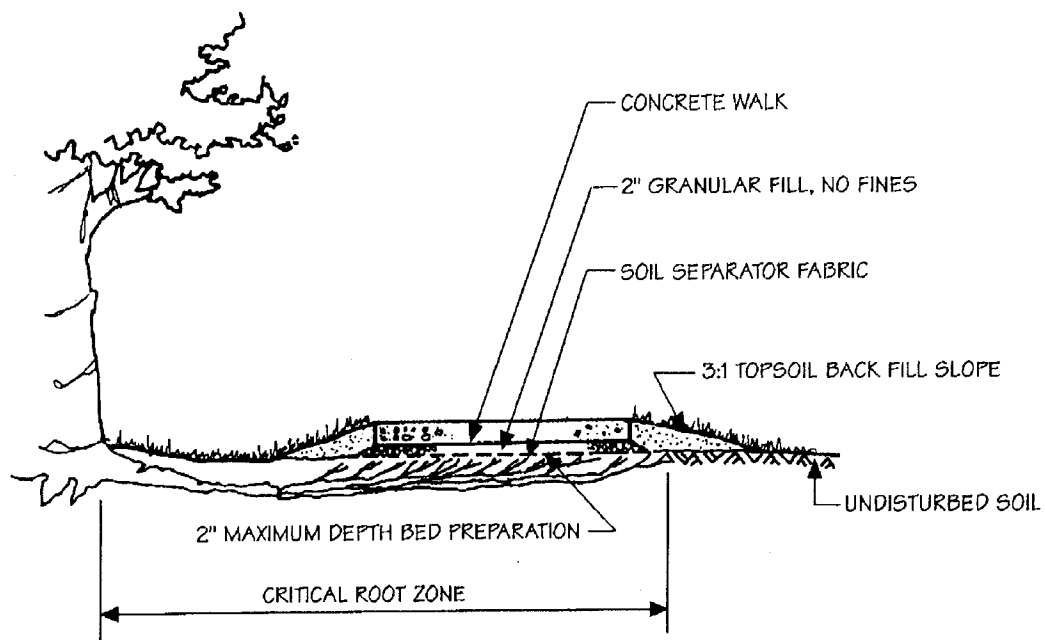 CONCRETE WALK
2" GRANULAR FILL, NO FINES
SOIL SEPARATOR FABRIC
3:1 TOPSOIL BACK FILL SLOPE
UNDISTURBED SOIL
2" MAXIMUM DEPTH BED PREPARATION
CRITICAL ROOT ZONE